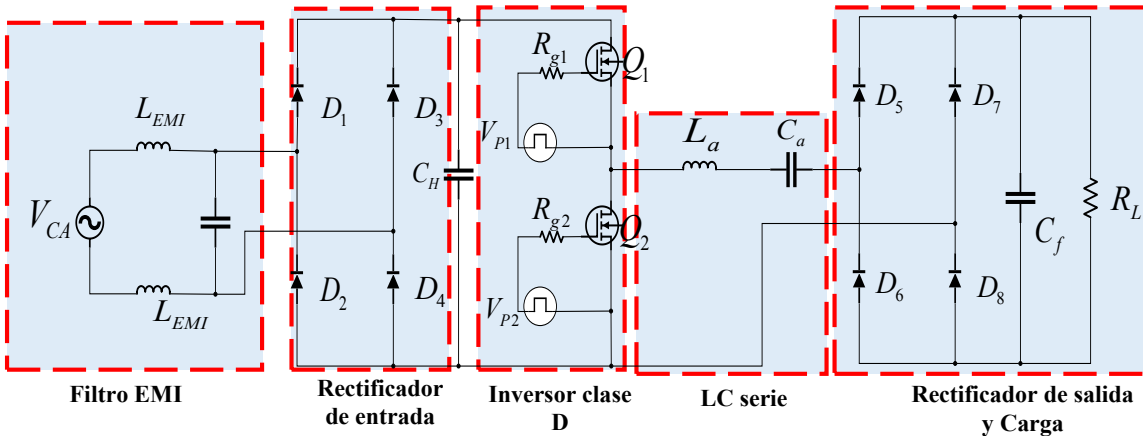 L_EMI
V_CA
L_EMI
Filtro EMI
D_1
D_3
D_2
D_4
C_H
Rectificador
de entrada
R_g1
Q_1
V_P1
R_g2
Q_2
V_P2
Inversor clase
D
L_a
C_a
LC serie
D_5
D_7
D_6
D_8
C_f
R_L
Rectificador de salida
y Carga